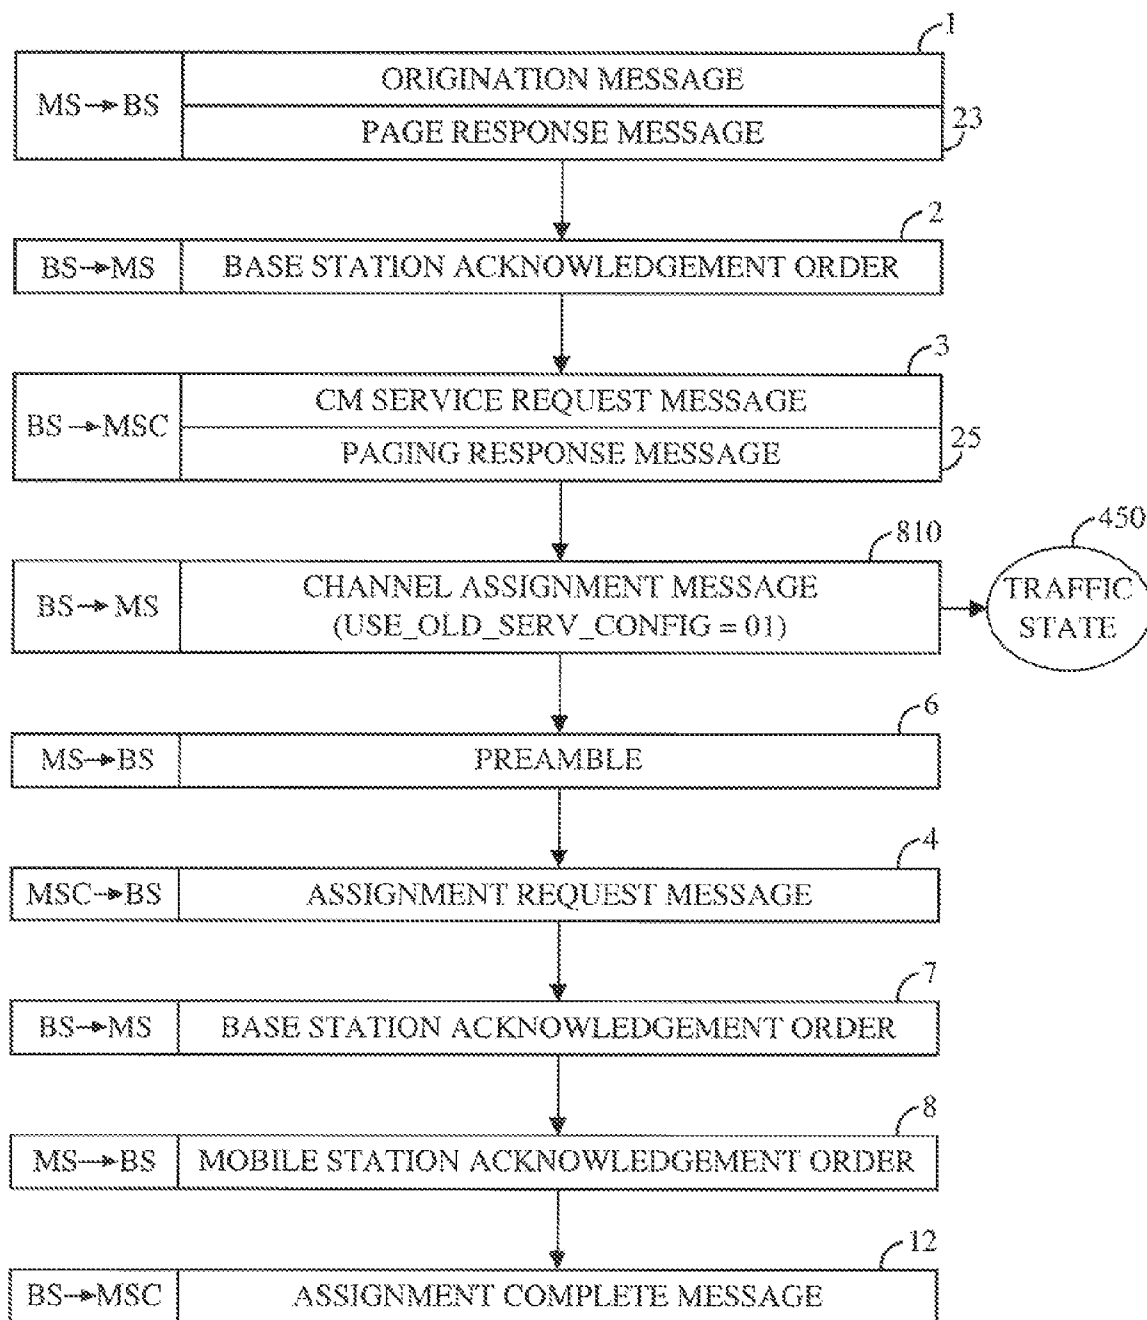 1
MS→BS
ORIGINATION MESSAGE
PAGE RESPONSE MESSAGE
23
2
BS→MS
BASE STATION ACKNOWLEDGEMENT ORDER
3
BS→MSC
CM SERVICE REQUEST MESSAGE
PAGING RESPONSE MESSAGE
25
810
450
BS→MS
CHANNEL ASSIGNMENT MESSAGE
(USE_OLD_SERV_CONFIG = 01)
TRAFFIC
STATE
6
MS→BS
PREAMBLE
4
MSC→BS
ASSIGNMENT REQUEST MESSAGE
7
BS→MS
BASE STATION ACKNOWLEDGEMENT ORDER
8
MS→BS
MOBILE STATION ACKNOWLEDGEMENT ORDER
12
BS→MSC
ASSIGNMENT COMPLETE MESSAGE